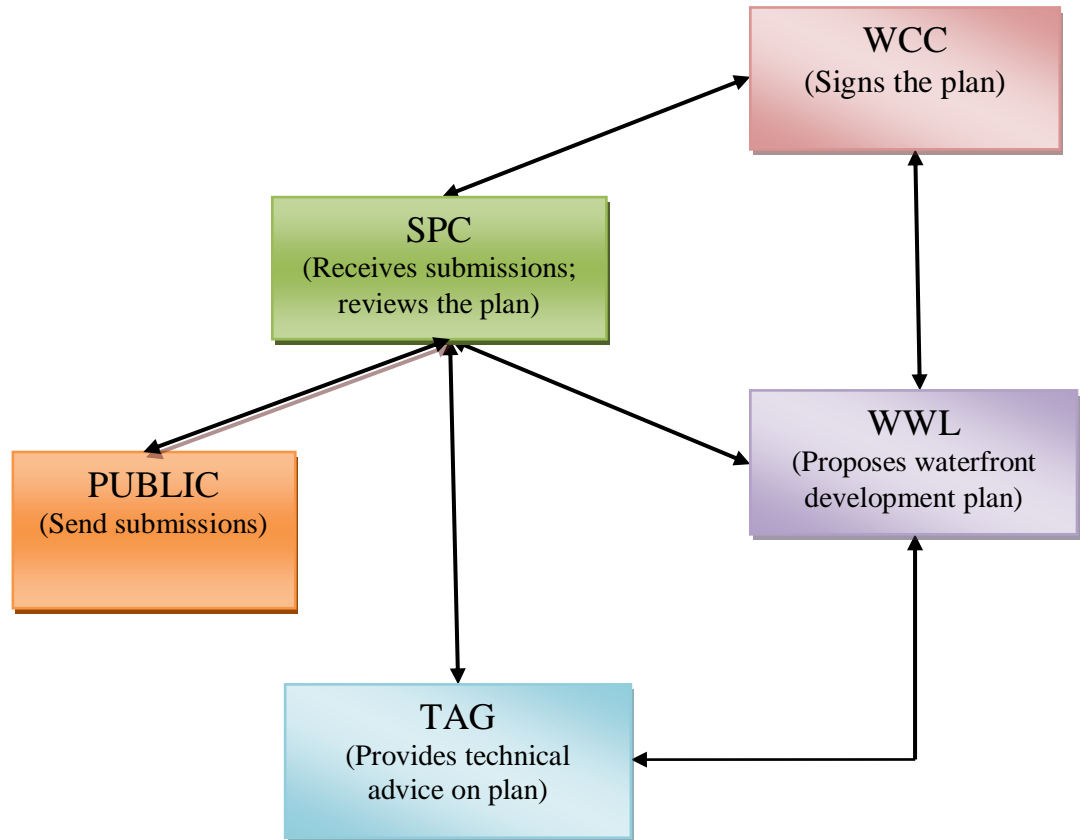 WCC
(Signs the plan)
SPC
(Receives submissions;
reviews the plan)
WWL
(Proposes waterfront
development plan)
PUBLIC
(Send submissions)
TAG
(Provides technical
advice on plan)